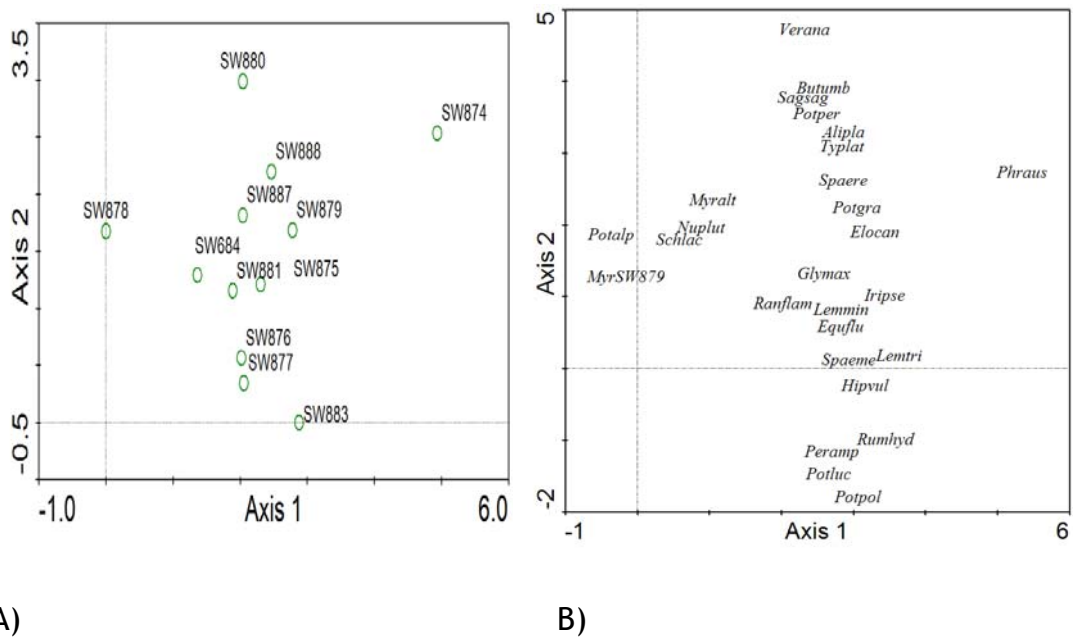 3.5
SW880
SW874
SW888
SW887
SW879
SW878
SW684
SW881
SW875
SW876
SW877
SW883
-0.5
Axis 2
-1.0
Axis 1
6.0
A)
5
Verana
Butumb
Sagsag
Potper
Alipla
Typlat
Phraus
Spaere
Myralt
Potgra
Nuplut
Elocan
Potalp
Schlac
MyrSW879
Glymax
Iripse
Ranflam
Lemmin
Equflu
Spaeme
Lemtri
Hipvul
Rumhyd
Peramp
Potluc
Potpol
Axis 2
-2
-1
Axis 1
6
B)